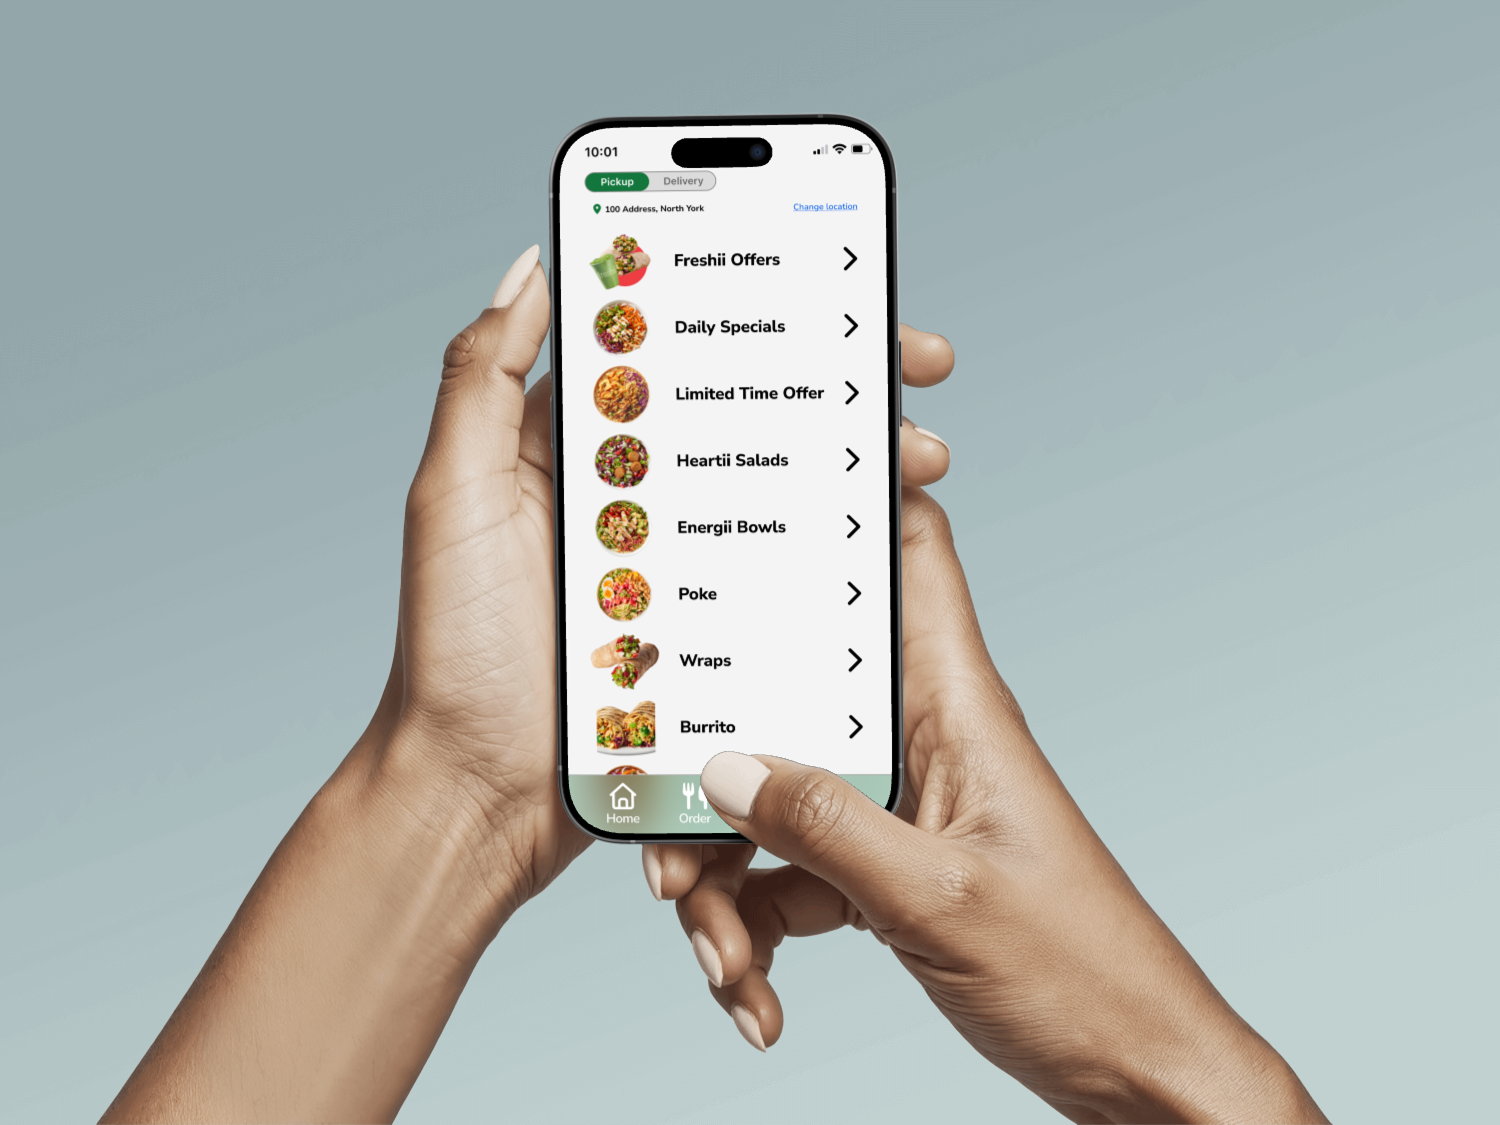 10:01
Pickup Delivery
100 Address, North York Change location
Freshii Offers
Daily Specials
Limited Time Offer
Heartii Salads
Energii Bowls
Poke
Wraps
Burrito
Home Order